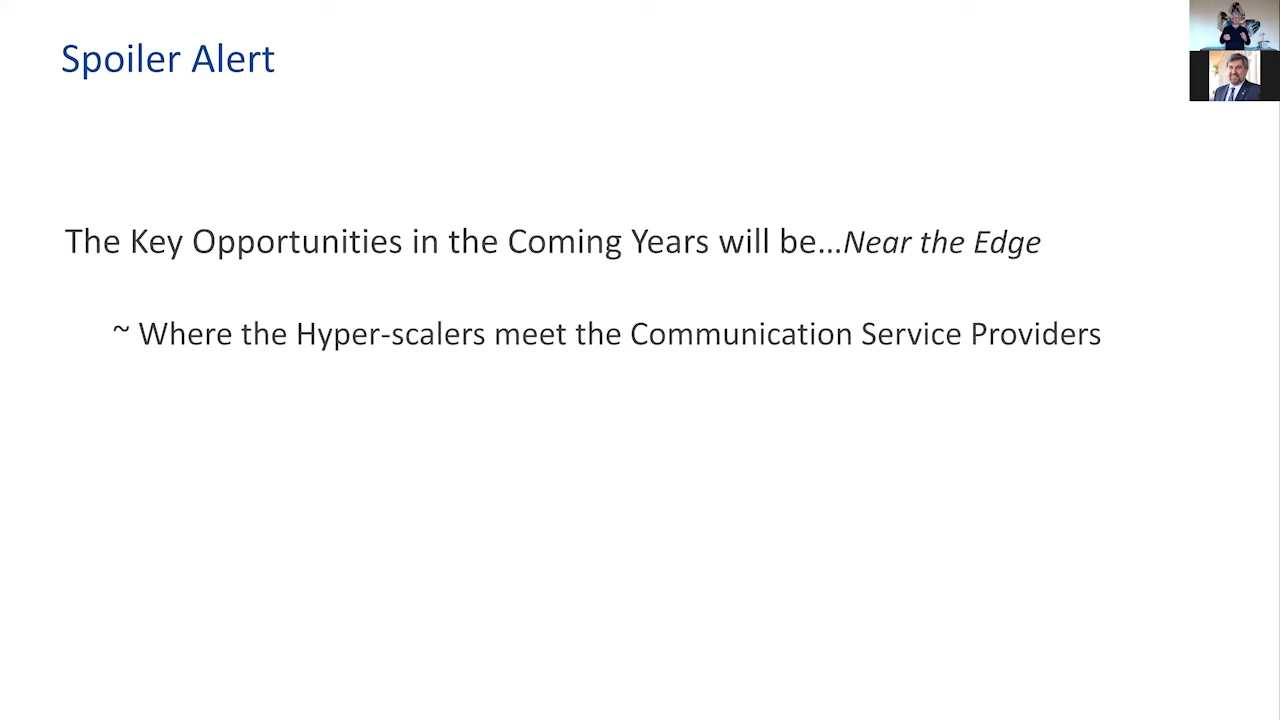 Spoiler Alert
The Key Opportunities in the Coming Years will be...Near the Edge
~ Where the Hyper-scalers meet the Communication Service Providers